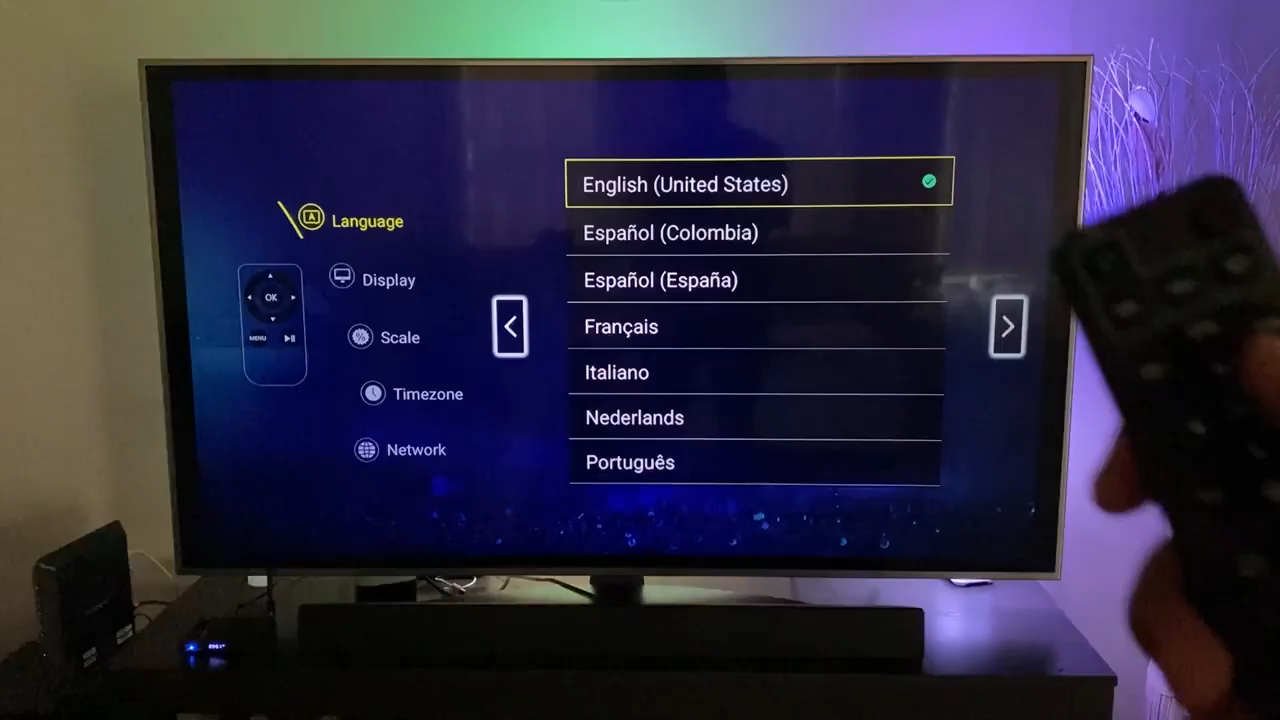 Language
Display
Scale
Timezone
Network
OK
MENU
English (United States)
Español (Colombia)
Español (España)
Français
Italiano
Nederlands
Português